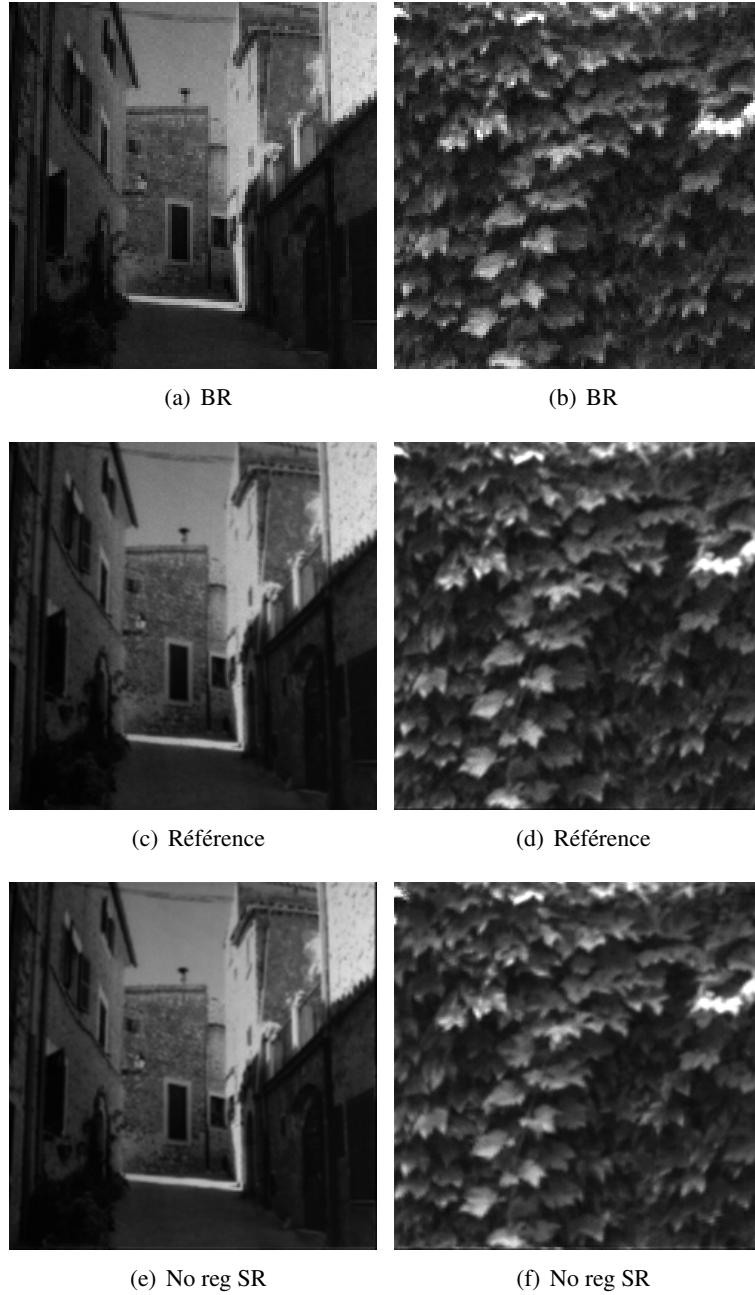 (a) BR
(b) BR
(c) Référence
(d) Référence
(e) No reg SR
(f) No reg SR